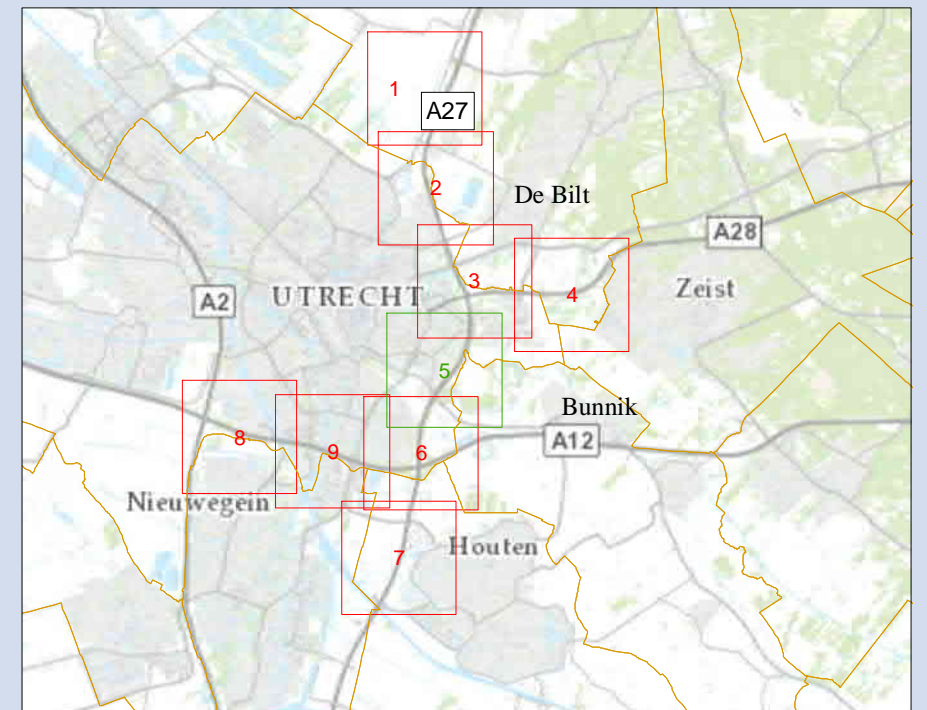 1
A27
2
De Bilt
A28
3
4
Zeist
A2
UTRECHT
5
Bunnik
8
9
6
A12
Nieuwegein
Houten
7